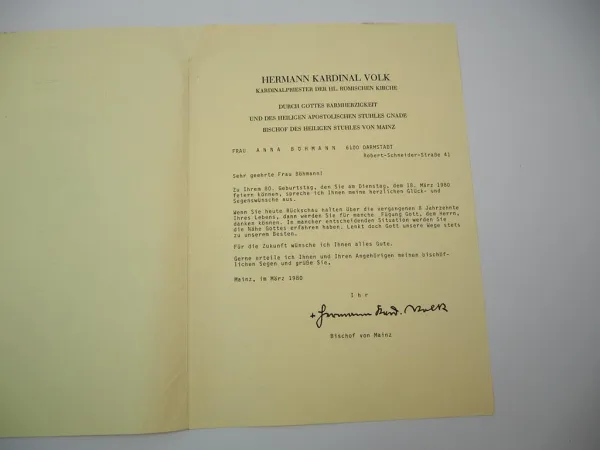 HERMANN KARDINAL VOLK
KARDINALPRIESTER DER HL. RÖMISCHEN KIRCHE
DURCH GOTTES BARMHERZIGKEIT
UND DES HEILIGEN APOSTOLISCHEN STUHLES GNADE
BISCHOF DES HEILIGEN STUHLES VON MAINZ
FRAU ANNA BÖHMANN 6100 DARMSTADT
Robert-Schneider-Straße 41
Sehr geehrte Frau Böhmann!
Zu Ihrem 80. Geburtstag, den Sie am Dienstag, dem 18. März 1980
feiern können, spreche ich Ihnen meine herzlichen Glück- und
Segenswünsche aus.
Wenn Sie heute Rückschau halten über die vergangenen 8 Jahrzehnte
Ihres Lebens, dann werden Sie für manche Fügung Gott, dem Herrn,
danken können. In mancher entscheidenden Situation werden Sie
die Nähe Gottes erfahren haben. Lenkt doch Gott unsere Wege stets
zu unserem Besten.
Für die Zukunft wünsche ich Ihnen alles Gute.
Gerne erteile ich Ihnen und Ihren Angehörigen meinen bischöf-
lichen Segen und grüße Sie,
Mainz, im März 1980
Ihr
+ Hermann Kard. Volk
Bischof von Mainz